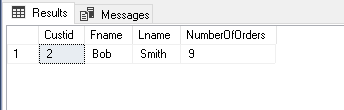 Results Messages
Custid Fname Lname NumberOfOrders
1 2 Bob Smith 9